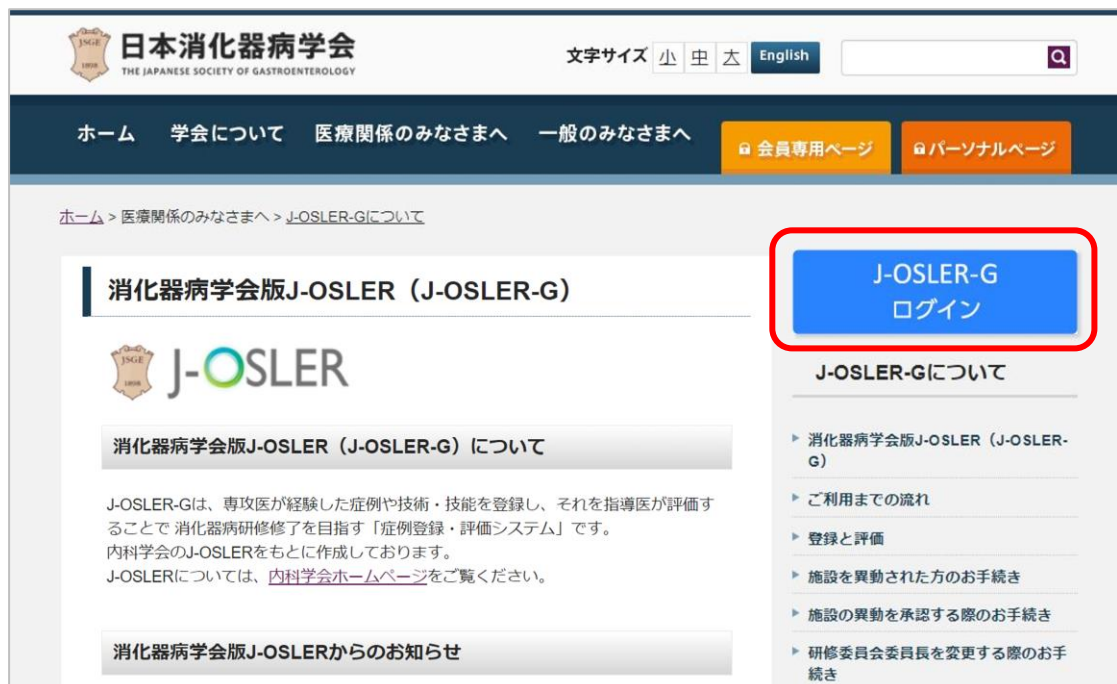 JSGE
1898
日本消化器病学会
THE JAPANESE SOCIETY OF GASTROENTEROLOGY
文字サイズ 小 中 大 English
ホーム 学会について 医療関係のみなさまへ 一般のみなさまへ 会員専用ページ パーソナルページ
ホーム > 医療関係のみなさまへ > J-OSLER-Gについて
消化器病学会版J-OSLER（J-OSLER-G）
JSGE
1898
J-OSLER
消化器病学会版J-OSLER（J-OSLER-G）について
J-OSLER-Gは、専攻医が経験した症例や技術・技能を登録し、それを指導医が評価す
ることで 消化器病研修修了を目指す「症例登録・評価システム」です。
内科学会のJ-OSLERをもとに作成しております。
J-OSLERについては、内科学会ホームページをご覧ください。
消化器病学会版J-OSLERからのお知らせ
J-OSLER-G
ログイン
J-OSLER-Gについて
消化器病学会版J-OSLER（J-OSLER-
G）
ご利用までの流れ
登録と評価
施設を異動された方のお手続き
施設の異動を承認する際のお手続き
研修委員会委員長を変更する際のお手
続き